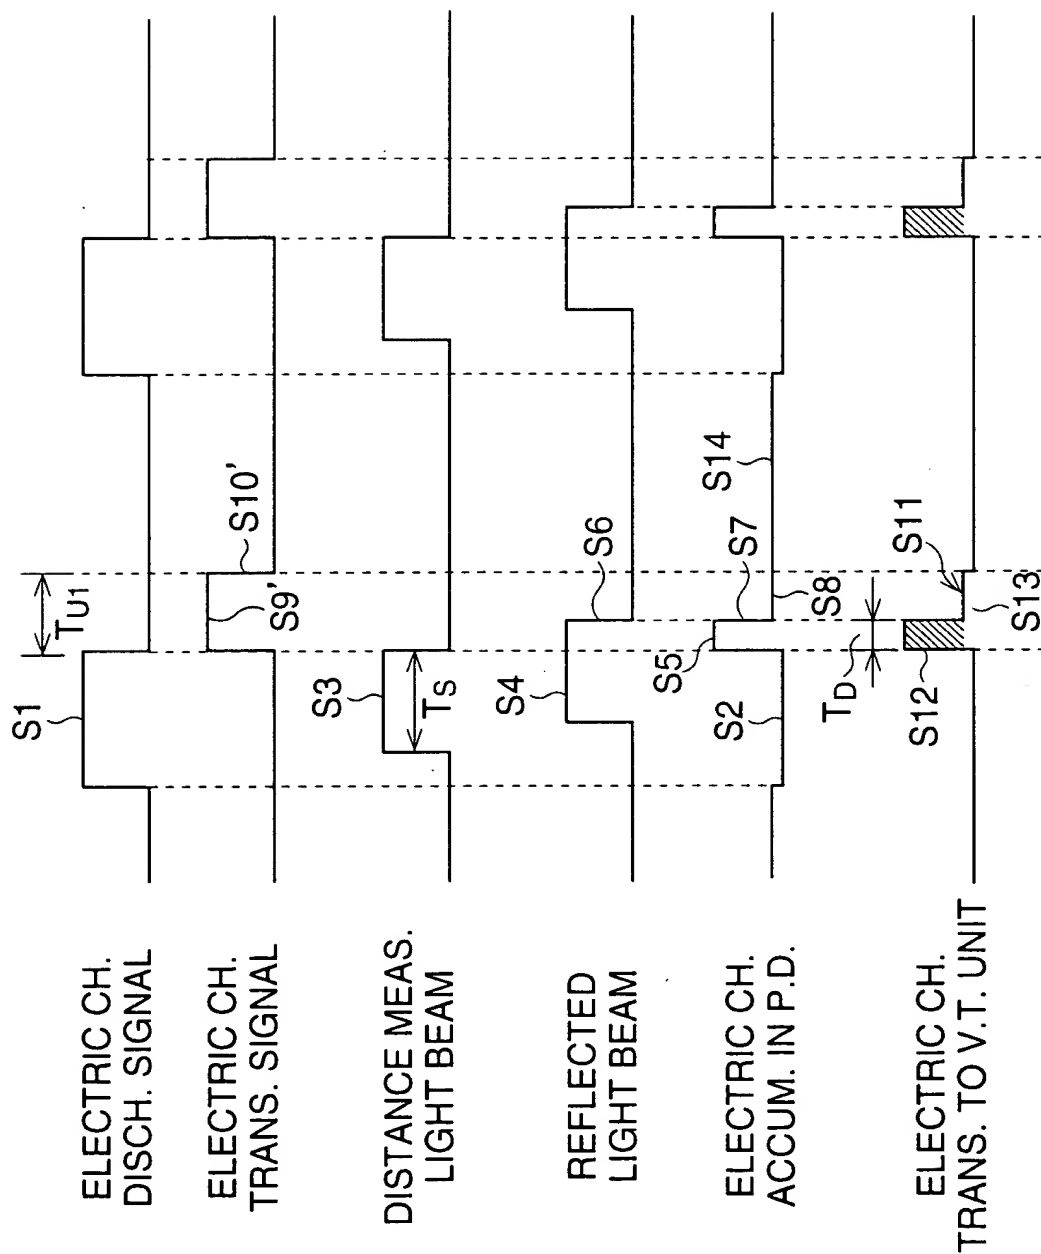 ELECTRIC CH.
DISCH. SIGNAL
S1
TU1
ELECTRIC CH.
TRANS. SIGNAL
S9'
S10'
DISTANCE MEAS.
LIGHT BEAM
S3
TS
REFLECTED
LIGHT BEAM
S4
S6
ELECTRIC CH.
ACCUM. IN P.D.
S2
S5
S7
S8
S14
TD
ELECTRIC CH.
TRANS. TO V.T. UNIT
S12
S11
S13